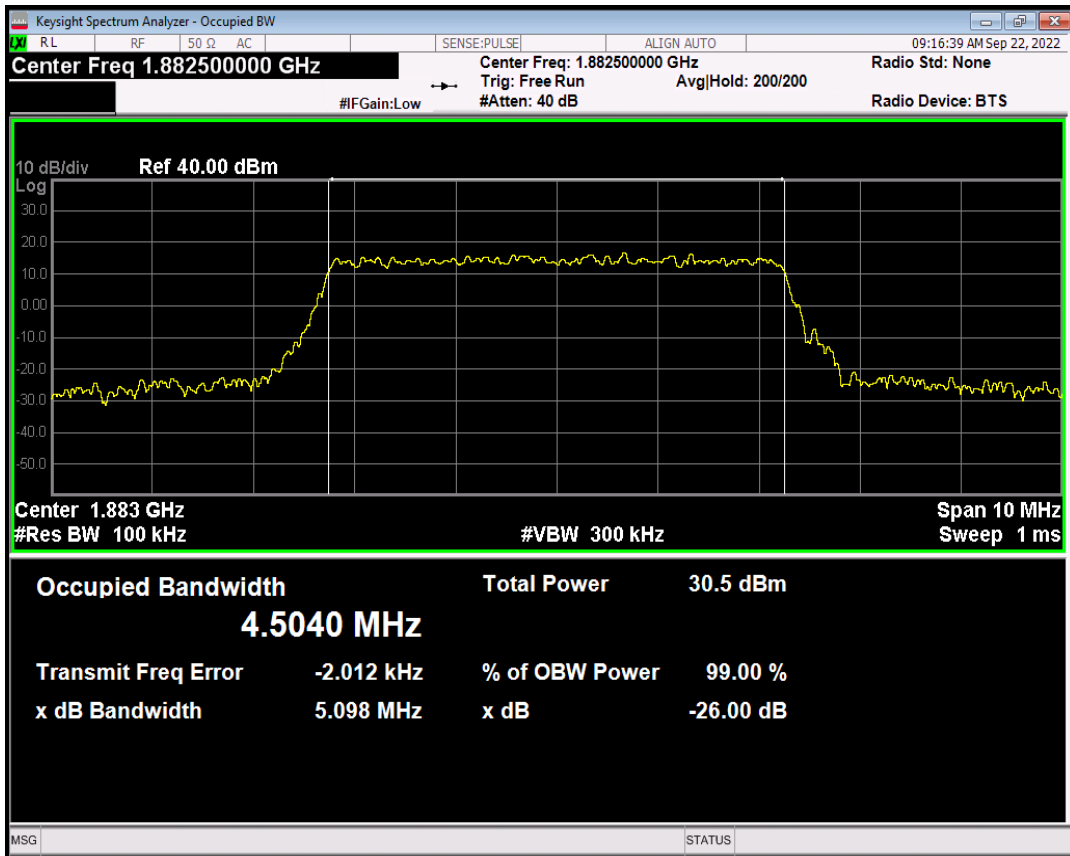 Keysight Spectrum Analyzer - Occupied BW
LXI RL RF 50 Ω AC SENSE:PULSE ALIGN AUTO 09:16:39 AM Sep 22, 2022
Center Freq 1.882500000 GHz Center Freq: 1.882500000 GHz Radio Std: None
Trig: Free Run Avg|Hold: 200/200
#IFGain:Low #Atten: 40 dB Radio Device: BTS
10 dB/div Ref 40.00 dBm
Log
30.0
20.0
10.0
0.00
-10.0
-20.0
-30.0
-40.0
-50.0
Center 1.883 GHz Span 10 MHz
#Res BW 100 kHz #VBW 300 kHz Sweep 1 ms
Occupied Bandwidth Total Power 30.5 dBm
4.5040 MHz
Transmit Freq Error -2.012 kHz % of OBW Power 99.00 %
x dB Bandwidth 5.098 MHz x dB -26.00 dB
MSG STATUS